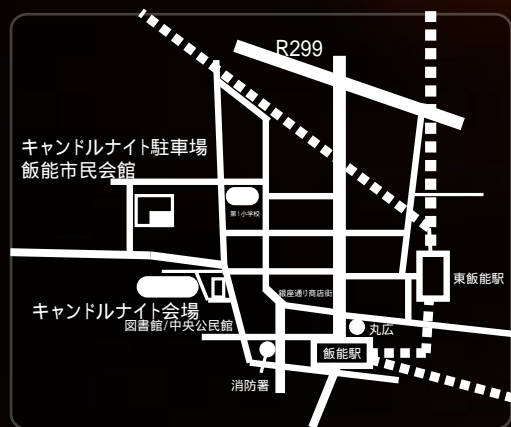 R299
キャンドルナイト駐車場
飯能市民会館
第1小学校
東飯能駅
銀座通り商店街
キャンドルナイト会場
図書館/中央公民館
丸広
飯能駅
消防署